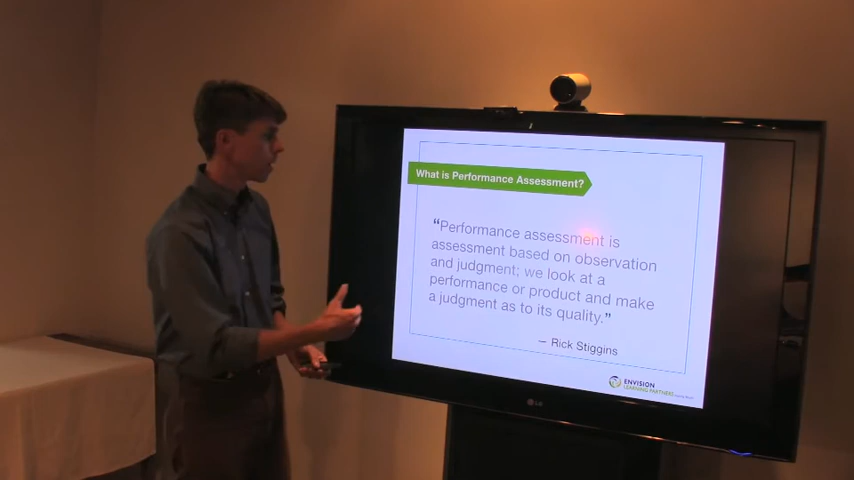 What is Performance Assessment?
“Performance assessment is
assessment based on observation
and judgment; we look at a
performance or product and make
a judgment as to its quality.”
— Rick Stiggins
ENVISION
LEARNING PARTNERS
LG